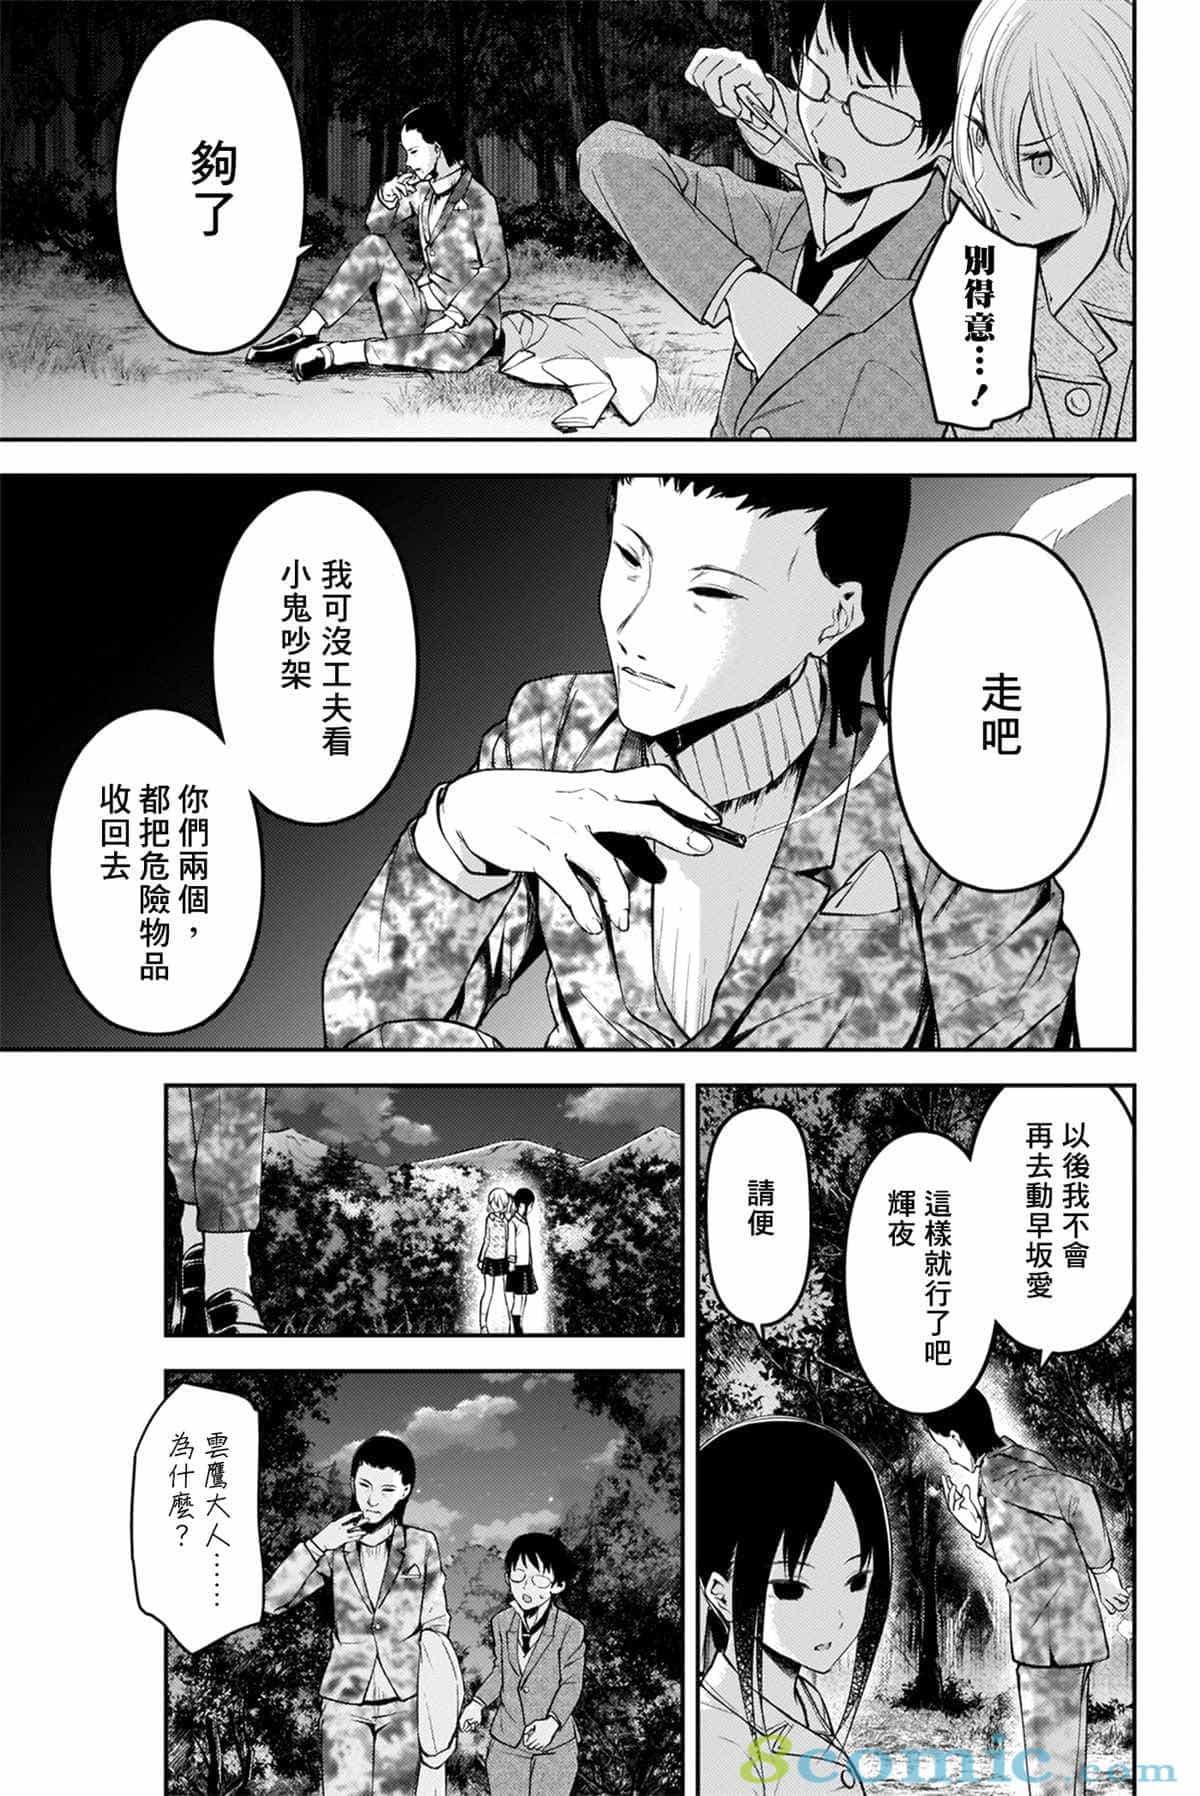 別得意…！
夠了
走吧
我可沒工夫看
小鬼吵架
你們兩個，
都把危險物品
收回去
以後我不會
再去動早坂愛
這樣就行了吧
輝夜
請便
雲鷹大人……
為什麼？
8comic.com